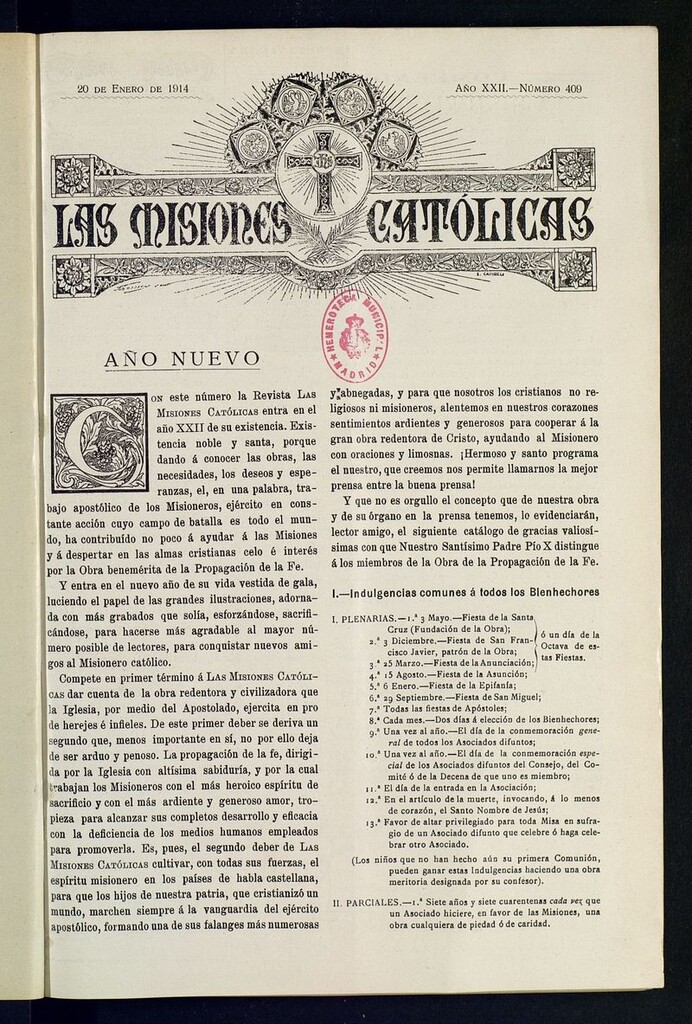 20 DE ENERO DE 1914
AÑO XXII.—NÚMERO 409
LAS MISIONES CATÓLICAS
HEMEROTECA MUNICIPAL
MADRID
AÑO NUEVO
CON este número la Revista LAS
MISIONES CATÓLICAS entra en el
año XXII de su existencia. Exis-
tencia noble y santa, porque
dando á conocer las obras, las
necesidades, los deseos y espe-
ranzas, el, en una palabra, tra-
bajo apostólico de los Misioneros, ejército en cons-
tante acción cuyo campo de batalla es todo el mun-
do, ha contribuído no poco á ayudar á las Misiones
y á despertar en las almas cristianas celo é interés
por la Obra benemérita de la Propagación de la Fe.
Y entra en el nuevo año de su vida vestida de gala,
luciendo el papel de las grandes ilustraciones, adorna-
da con más grabados que solía, esforzándose, sacrifi-
cándose, para hacerse más agradable al mayor nú-
mero posible de lectores, para conquistar nuevos ami-
gos al Misionero católico.
Compete en primer término á LAS MISIONES CATÓLI-
CAS dar cuenta de la obra redentora y civilizadora que
la Iglesia, por medio del Apostolado, ejercita en pro
de herejes é infieles. De este primer deber se deriva un
segundo que, menos importante en sí, no por ello deja
de ser arduo y penoso. La propagación de la fe, dirigi-
da por la Iglesia con altísima sabiduría, y por la cual
trabajan los Misioneros con el más heroico espíritu de
sacrificio y con el más ardiente y generoso amor, tro-
pieza para alcanzar sus completos desarrollo y eficacia
con la deficiencia de los medios humanos empleados
para promoverla. Es, pues, el segundo deber de LAS
MISIONES CATÓLICAS cultivar, con todas sus fuerzas, el
espíritu misionero en los países de habla castellana,
para que los hijos de nuestra patria, que cristianizó un
mundo, marchen siempre á la vanguardia del ejército
apostólico, formando una de sus falanges más numerosas
y abnegadas, y para que nosotros los cristianos no re-
ligiosos ni misioneros, alentemos en nuestros corazones
sentimientos ardientes y generosos para cooperar á la
gran obra redentora de Cristo, ayudando al Misionero
con oraciones y limosnas. ¡Hermoso y santo programa
el nuestro, que creemos nos permite llamarnos la mejor
prensa entre la buena prensa!
Y que no es orgullo el concepto que de nuestra obra
y de su órgano en la prensa tenemos, lo evidenciarán,
lector amigo, el siguiente catálogo de gracias valiosí-
simas con que Nuestro Santísimo Padre Pío X distingue
á los miembros de la Obra de la Propagación de la Fe.
I.—Indulgencias comunes á todos los Bienhechores
I. PLENARIAS.—1.ª 3 Mayo.—Fiesta de la Santa
Cruz (Fundación de la Obra);
2.ª 3 Diciembre.—Fiesta de San Fran-
cisco Javier, patrón de la Obra;
3.ª 25 Marzo.—Fiesta de la Anunciación;
ó un día de la
Octava de es-
tas Fiestas.
4.ª 15 Agosto.—Fiesta de la Asunción;
5.ª 6 Enero.—Fiesta de la Epifanía;
6.ª 29 Septiembre.—Fiesta de San Miguel;
7.ª Todas las fiestas de Apóstoles;
8.ª Cada mes.—Dos días á elección de los Bienhechores;
9.ª Una vez al año.—El día de la conmemoración gene-
ral de todos los Asociados difuntos;
10.ª Una vez al año.—El día de la conmemoración espe-
cial de los Asociados difuntos del Consejo, del Co-
mité ó de la Decena de que uno es miembro;
11.ª El día de la entrada en la Asociación;
12.ª En el artículo de la muerte, invocando, á lo menos
de corazón, el Santo Nombre de Jesús;
13.ª Favor de altar privilegiado para toda Misa en sufra-
gio de un Asociado difunto que celebre ó haga cele-
brar otro Asociado.
(Los niños que no han hecho aún su primera Comunión,
pueden ganar estas Indulgencias haciendo una obra
meritoria designada por su confesor).
II. PARCIALES.—1.ª Siete años y siete cuarentenas cada vez que
un Asociado hiciere, en favor de las Misiones, una
obra cualquiera de piedad ó de caridad.